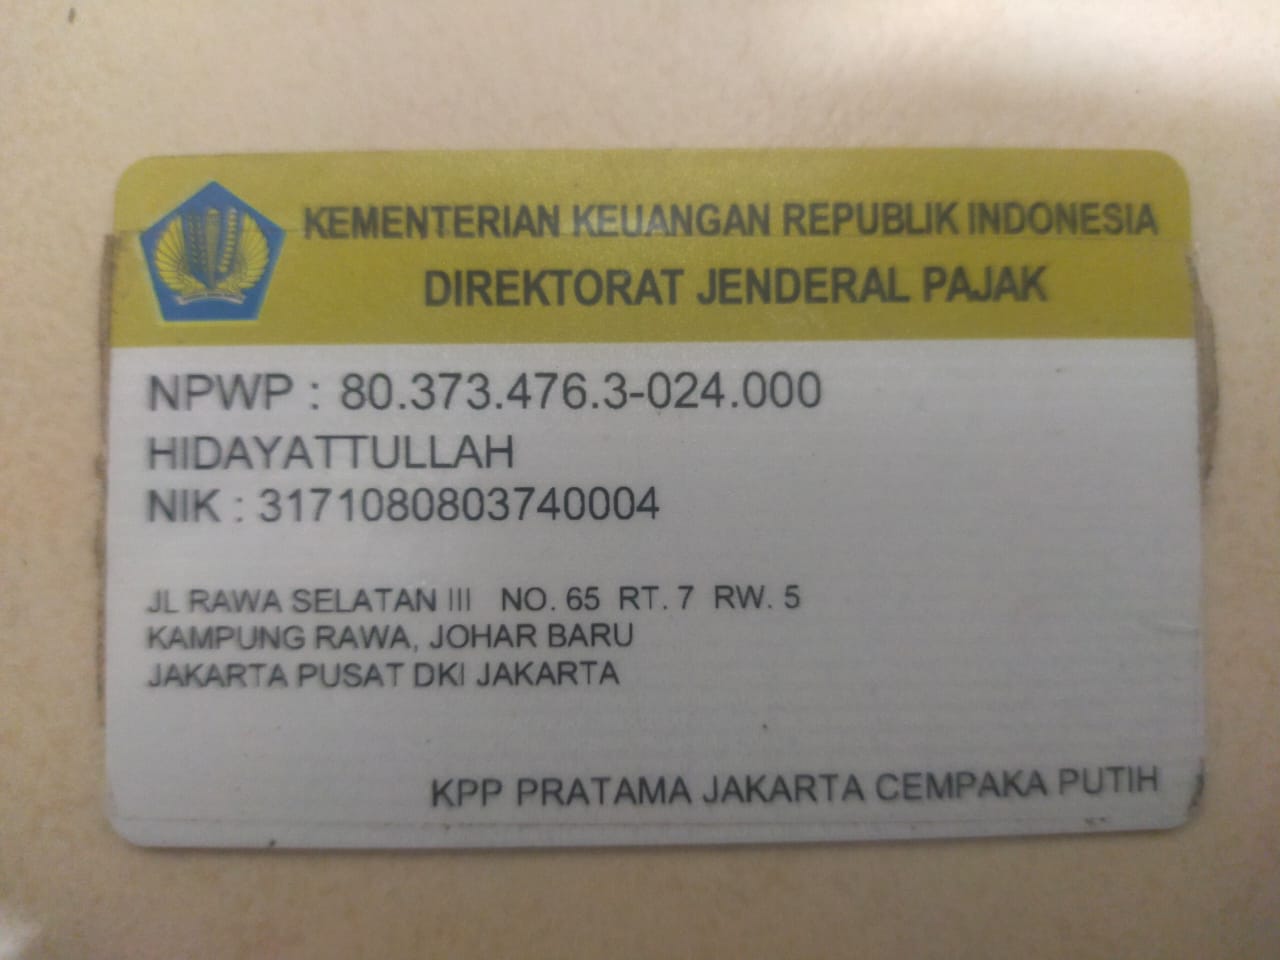 KEMENTERIAN KEUANGAN REPUBLIK INDONESIA
DIREKTORAT JENDERAL PAJAK
NPWP : 80.373.476.3-024.000
HIDAYATTULLAH
NIK : 3171080803740004
JL RAWA SELATAN III NO. 65 RT. 7 RW. 5
KAMPUNG RAWA, JOHAR BARU
JAKARTA PUSAT DKI JAKARTA
KPP PRATAMA JAKARTA CEMPAKA PUTIH